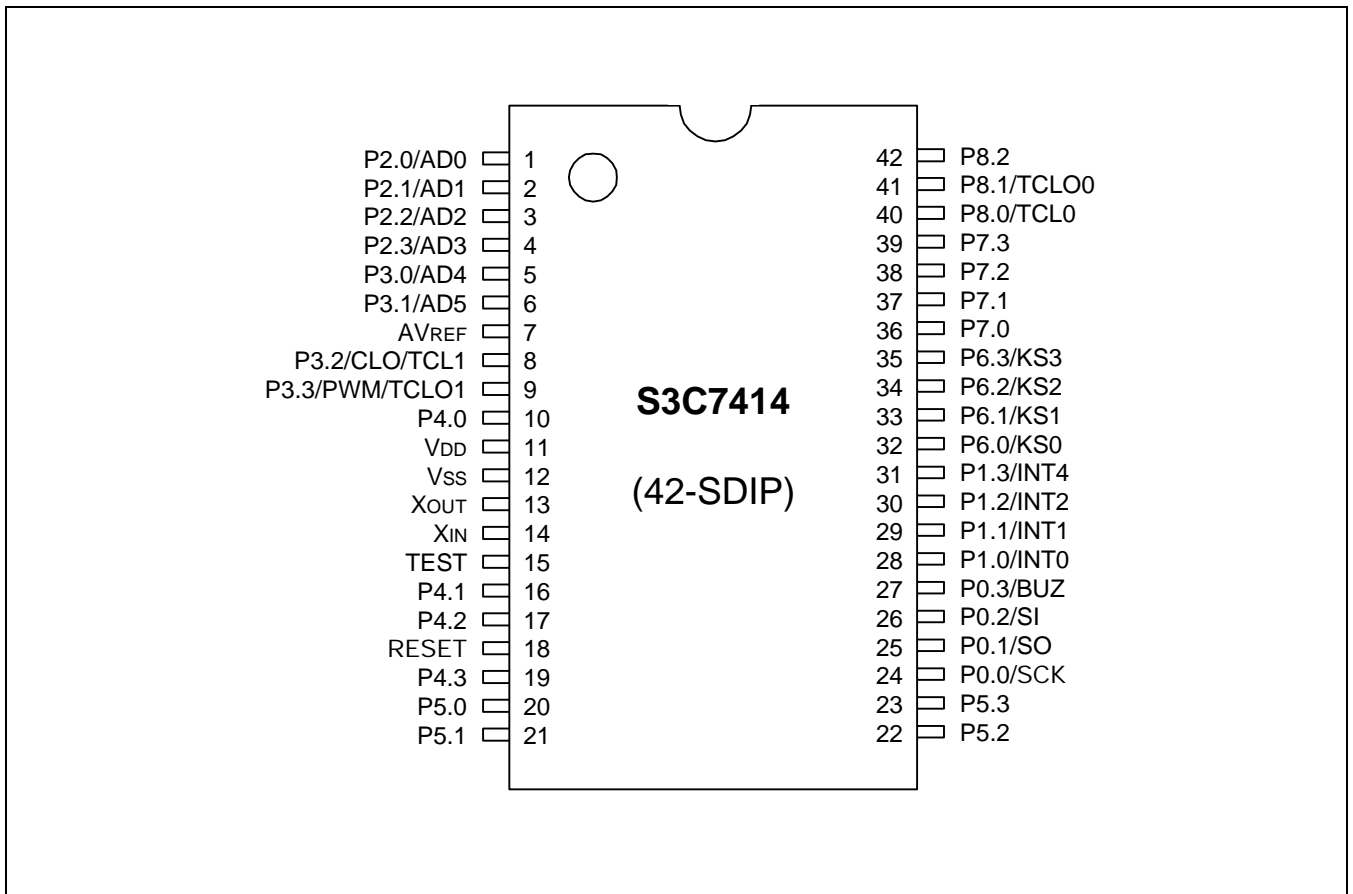 P2.0/AD0 1
P2.1/AD1 2
P2.2/AD2 3
P2.3/AD3 4
P3.0/AD4 5
P3.1/AD5 6
AVREF 7
P3.2/CLO/TCL1 8
P3.3/PWM/TCLO1 9
P4.0 10
VDD 11
VSS 12
XOUT 13
XIN 14
TEST 15
P4.1 16
P4.2 17
RESET 18
P4.3 19
P5.0 20
P5.1 21
S3C7414
(42-SDIP)
42 P8.2
41 P8.1/TCLO0
40 P8.0/TCL0
39 P7.3
38 P7.2
37 P7.1
36 P7.0
35 P6.3/KS3
34 P6.2/KS2
33 P6.1/KS1
32 P6.0/KS0
31 P1.3/INT4
30 P1.2/INT2
29 P1.1/INT1
28 P1.0/INT0
27 P0.3/BUZ
26 P0.2/SI
25 P0.1/SO
24 P0.0/SCK
23 P5.3
22 P5.2